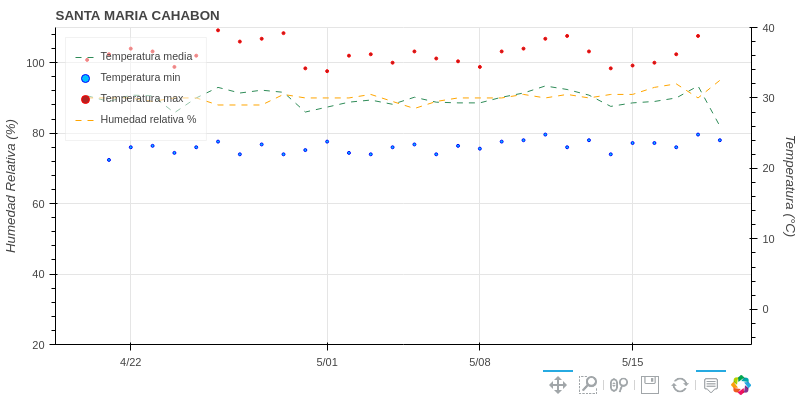 SANTA MARIA CAHABON
Temperatura media
Temperatura min
Temperatura max
Humedad relativa %
Humedad Relativa (%)
100
80
60
40
20
40
30
20
10
0
Temperatura (°C)
4/22
5/01
5/08
5/15